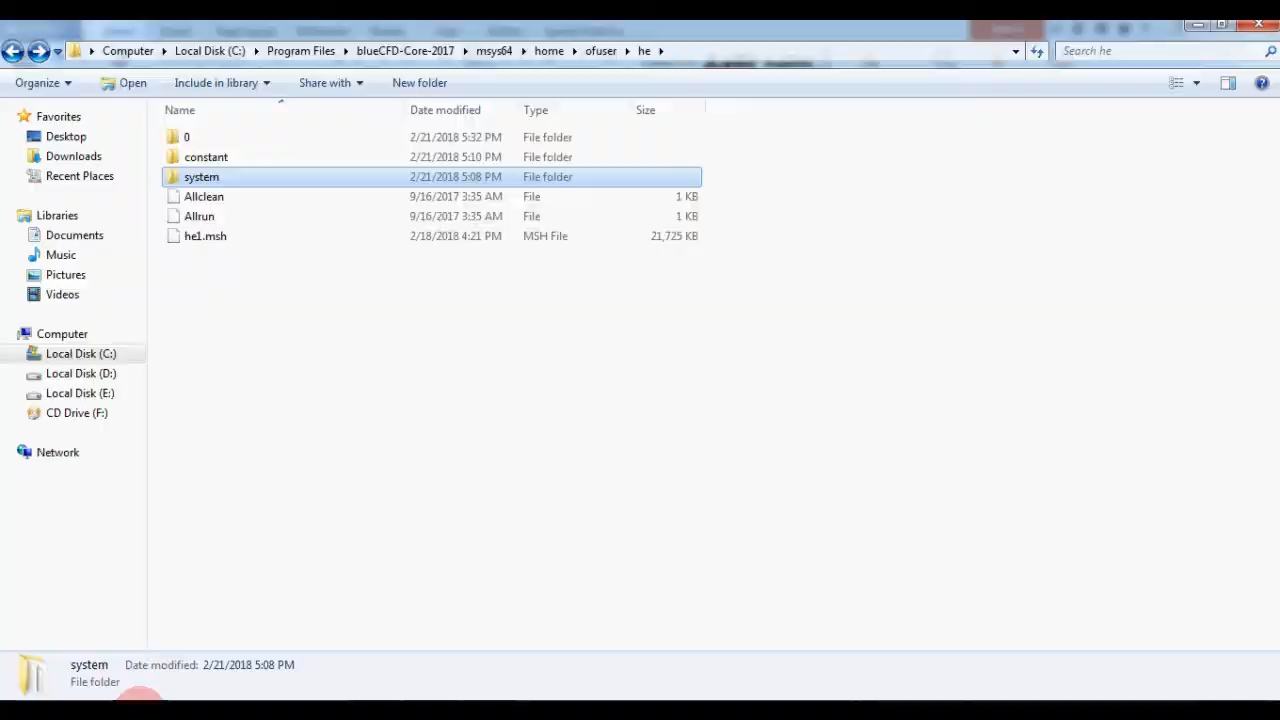 Computer Local Disk (C:) Program Files blueCFD-Core-2017 msys64 home ofuser he Search he
Organize Open Include in library Share with New folder
Name Date modified Type Size
Favorites
Desktop
Downloads
Recent Places
Libraries
Documents
Music
Pictures
Videos
Computer
Local Disk (C:)
Local Disk (D:)
Local Disk (E:)
CD Drive (F:)
Network
0 2/21/2018 5:32 PM File folder
constant 2/21/2018 5:10 PM File folder
system 2/21/2018 5:08 PM File folder
Allclean 9/16/2017 3:35 AM File 1 KB
Allrun 9/16/2017 3:35 AM File 1 KB
he1.msh 2/18/2018 4:21 PM MSH File 21,725 KB
system Date modified: 2/21/2018 5:08 PM
File folder